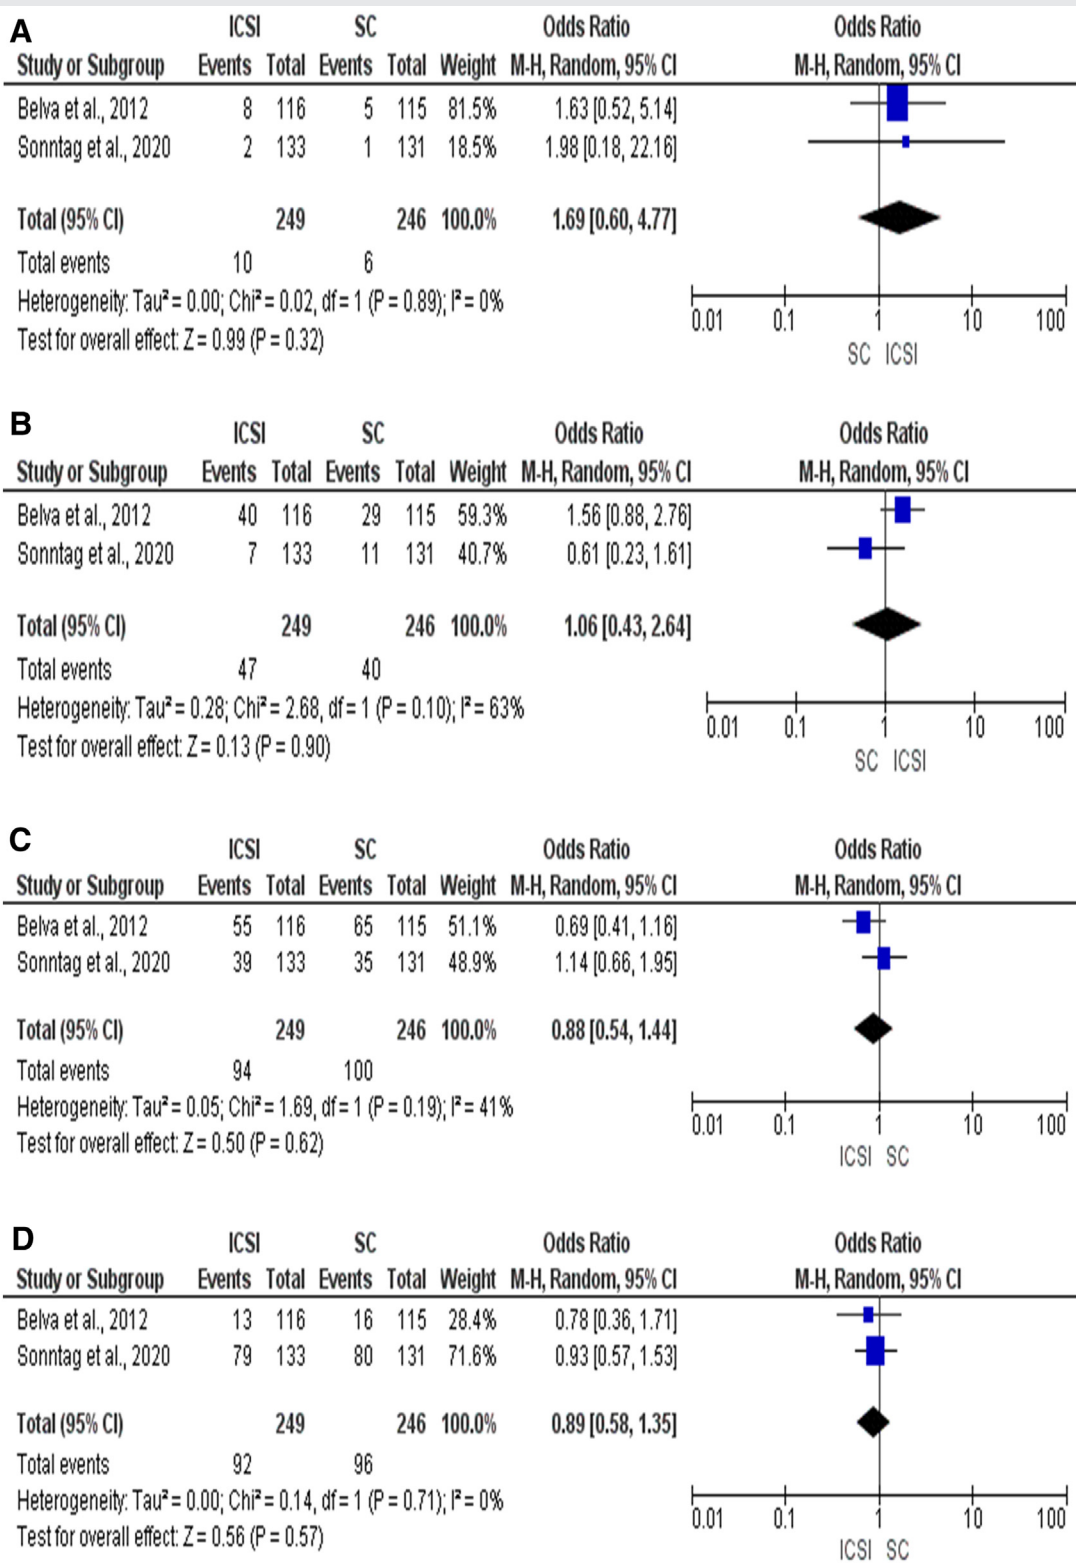 A
ICSI SC Odds Ratio Odds Ratio
Study or Subgroup Events Total Events Total Weight M-H, Random, 95% CI M-H, Random, 95% CI
Belva et al., 2012 8 116 5 115 81.5% 1.63 [0.52, 5.14]
Sonntag et al., 2020 2 133 1 131 18.5% 1.98 [0.18, 22.16]
Total (95% CI) 249 246 100.0% 1.69 [0.60, 4.77]
Total events 10 6
Heterogeneity: Tau² = 0.00; Chi² = 0.02, df = 1 (P = 0.89); I² = 0%
Test for overall effect: Z = 0.99 (P = 0.32)
0.01 0.1 1 10 100
SC ICSI
B
ICSI SC Odds Ratio Odds Ratio
Study or Subgroup Events Total Events Total Weight M-H, Random, 95% CI M-H, Random, 95% CI
Belva et al., 2012 40 116 29 115 59.3% 1.56 [0.88, 2.76]
Sonntag et al., 2020 7 133 11 131 40.7% 0.61 [0.23, 1.61]
Total (95% CI) 249 246 100.0% 1.06 [0.43, 2.64]
Total events 47 40
Heterogeneity: Tau² = 0.28; Chi² = 2.68, df = 1 (P = 0.10); I² = 63%
Test for overall effect: Z = 0.13 (P = 0.90)
0.01 0.1 1 10 100
SC ICSI
C
ICSI SC Odds Ratio Odds Ratio
Study or Subgroup Events Total Events Total Weight M-H, Random, 95% CI M-H, Random, 95% CI
Belva et al., 2012 55 116 65 115 51.1% 0.69 [0.41, 1.16]
Sonntag et al., 2020 39 133 35 131 48.9% 1.14 [0.66, 1.95]
Total (95% CI) 249 246 100.0% 0.88 [0.54, 1.44]
Total events 94 100
Heterogeneity: Tau² = 0.05; Chi² = 1.69, df = 1 (P = 0.19); I² = 41%
Test for overall effect: Z = 0.50 (P = 0.62)
0.01 0.1 1 10 100
ICSI SC
D
ICSI SC Odds Ratio Odds Ratio
Study or Subgroup Events Total Events Total Weight M-H, Random, 95% CI M-H, Random, 95% CI
Belva et al., 2012 13 116 16 115 28.4% 0.78 [0.36, 1.71]
Sonntag et al., 2020 79 133 80 131 71.6% 0.93 [0.57, 1.53]
Total (95% CI) 249 246 100.0% 0.89 [0.58, 1.35]
Total events 92 96
Heterogeneity: Tau² = 0.00; Chi² = 0.14, df = 1 (P = 0.71); I² = 0%
Test for overall effect: Z = 0.56 (P = 0.57)
0.01 0.1 1 10 100
ICSI SC